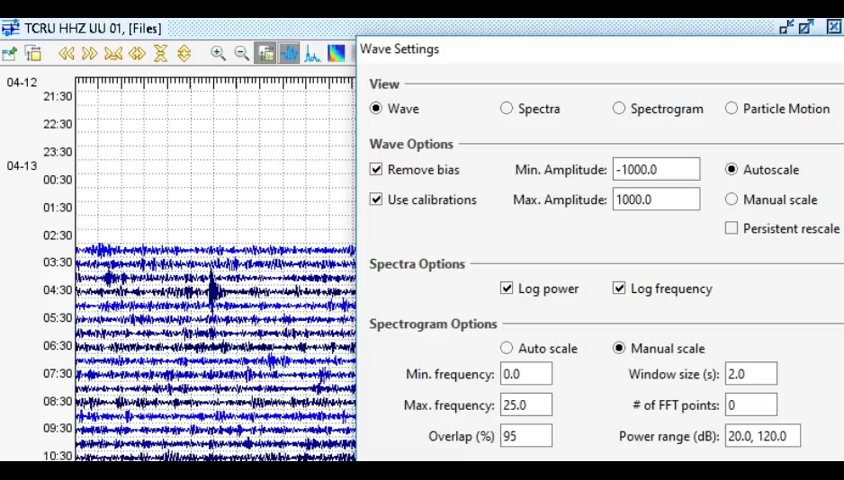 TCRU HHZ UU 01, [Files]
Wave Settings
04-12
21:30
22:30
23:30
04-13
00:30
01:30
02:30
03:30
04:30
05:30
06:30
07:30
08:30
09:30
10:30
View
Wave Spectra Spectrogram Particle Motion
Wave Options
Remove bias Min. Amplitude: -1000.0 Autoscale
Use calibrations Max. Amplitude: 1000.0 Manual scale
Persistent rescale
Spectra Options
Log power Log frequency
Spectrogram Options
Auto scale Manual scale
Min. frequency: 0.0 Window size (s): 2.0
Max. frequency: 25.0 # of FFT points: 0
Overlap (%) 95 Power range (dB): 20.0, 120.0